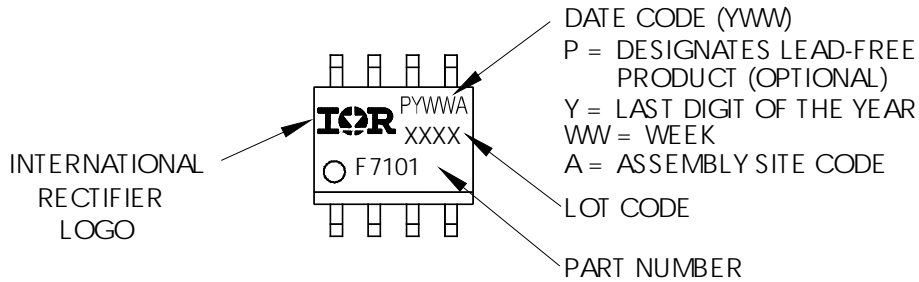 DATE CODE (YWW)
P = DESIGNATES LEAD-FREE
PRODUCT (OPTIONAL)
Y = LAST DIGIT OF THE YEAR
WW = WEEK
A = ASSEMBLY SITE CODE
LOT CODE
PART NUMBER
INTERNATIONAL
RECTIFIER
LOGO
IOR
PYWWA
XXXX
F7101